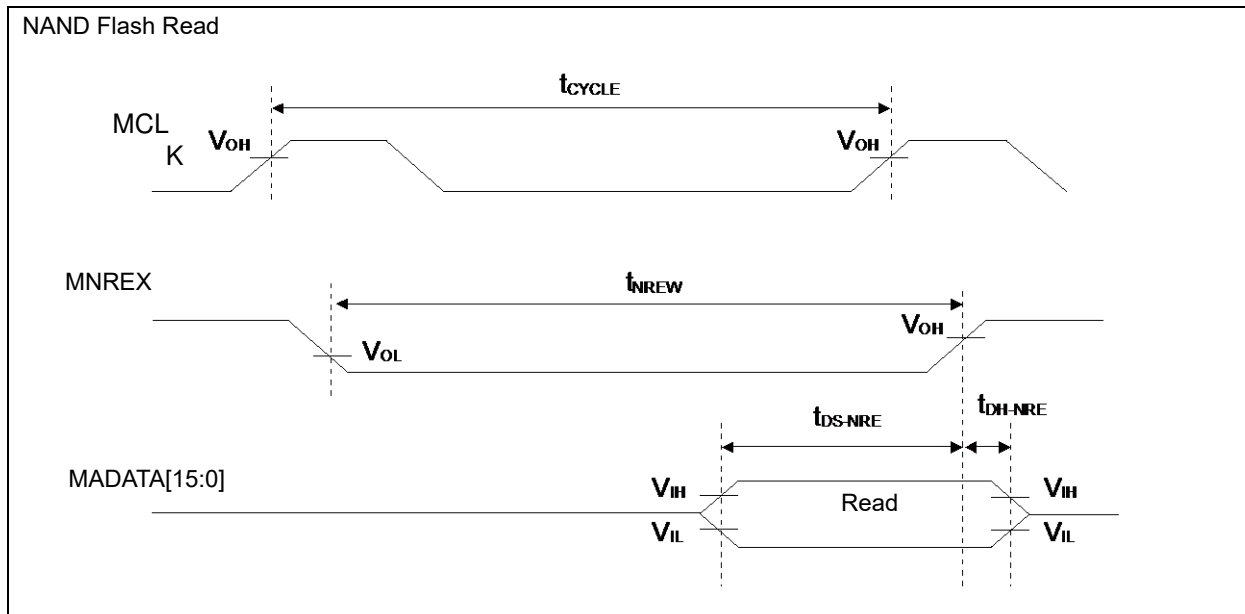 NAND Flash Read
tCYCLE
MCL
K
VOH
VOH
MNREX
tNREW
VOH
VOL
tDS-NRE
tDH-NRE
MADATA[15:0]
VIH
Read
VIH
VIL
VIL